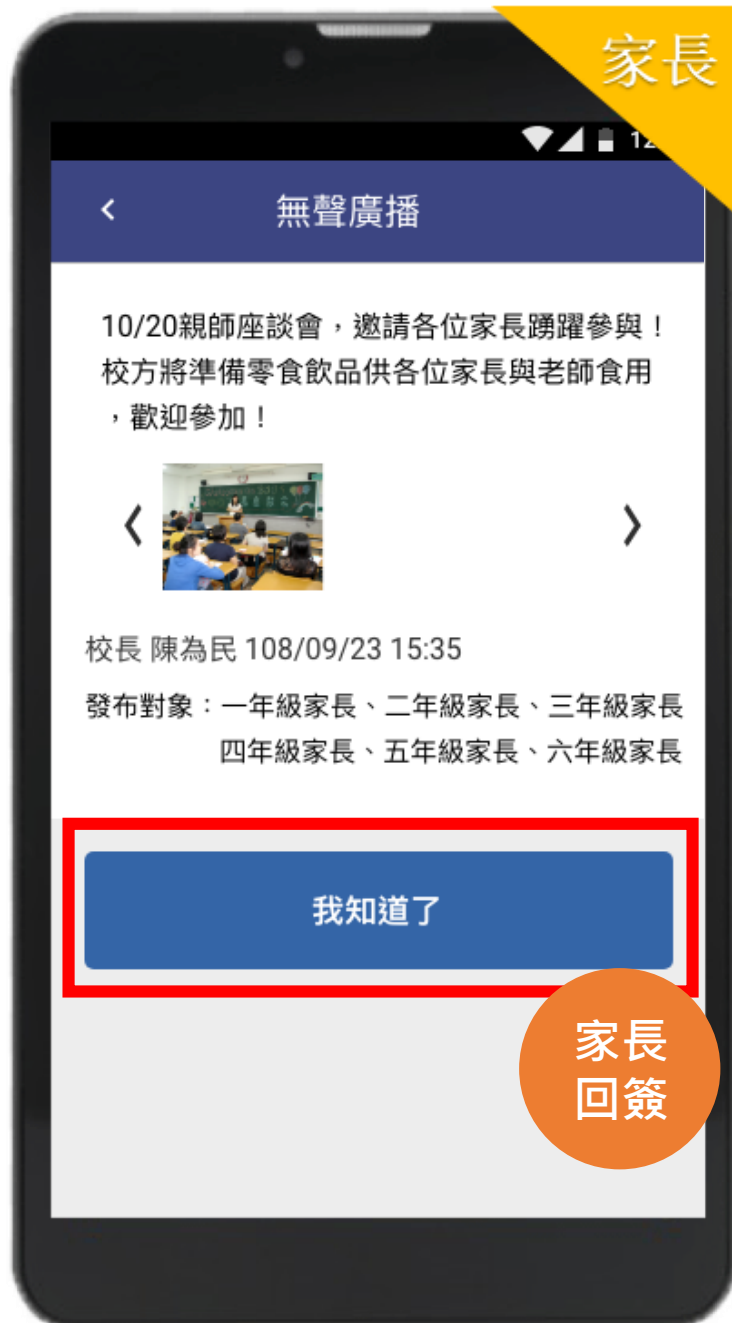 家長
無聲廣播
10/20親師座談會，邀請各位家長踴躍參與！
校方將準備零食飲品供各位家長與老師食用
，歡迎參加！
校長 陳為民 108/09/23 15:35
發布對象：一年級家長、二年級家長、三年級家長
四年級家長、五年級家長、六年級家長
我知道了
家長
回簽